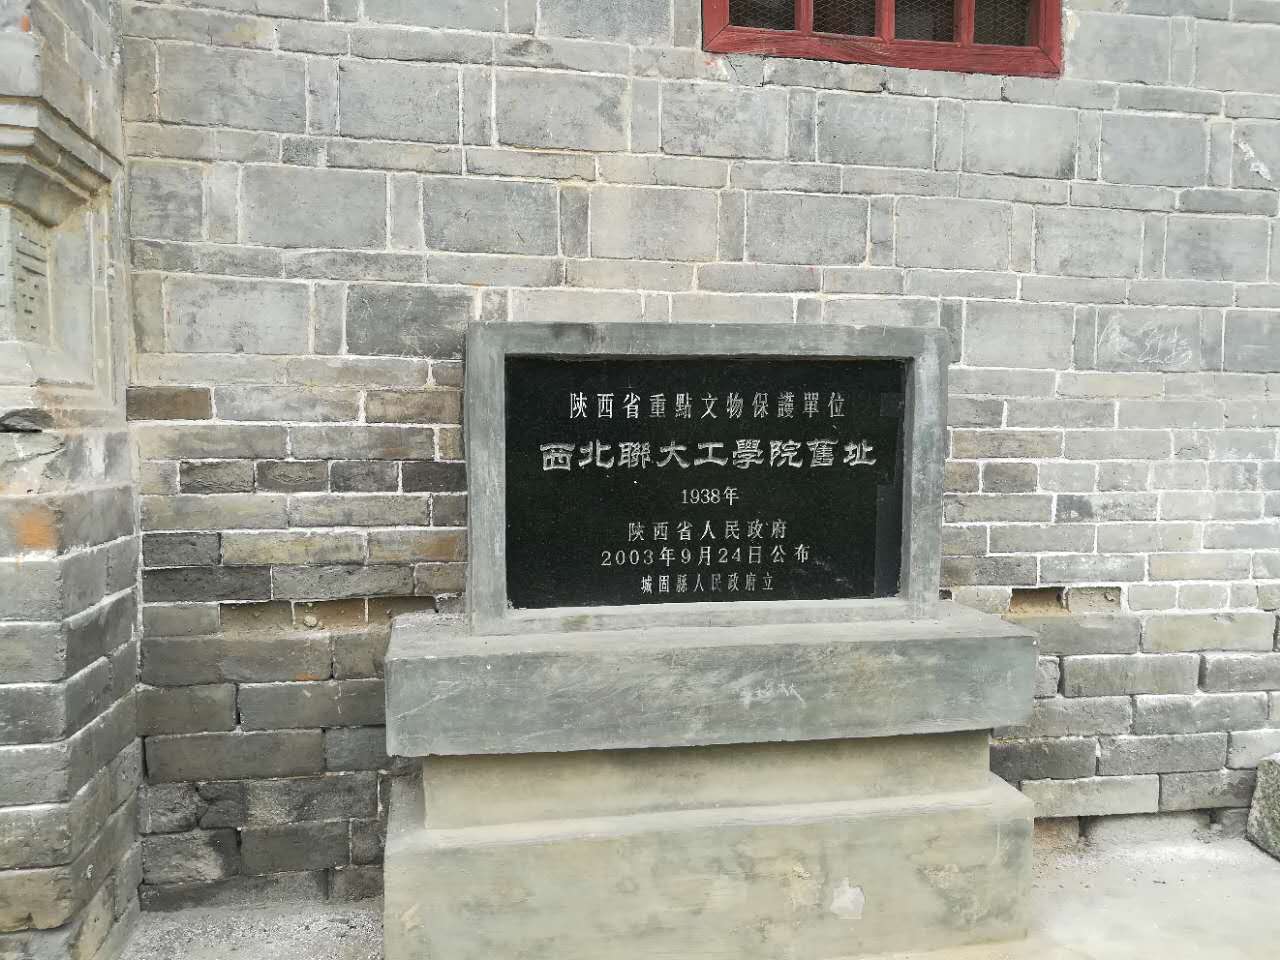 陝西省重點文物保護單位
西北聯大工學院舊址
1938年
陝西省人民政府
2003年9月24日公布
城固縣人民政府立